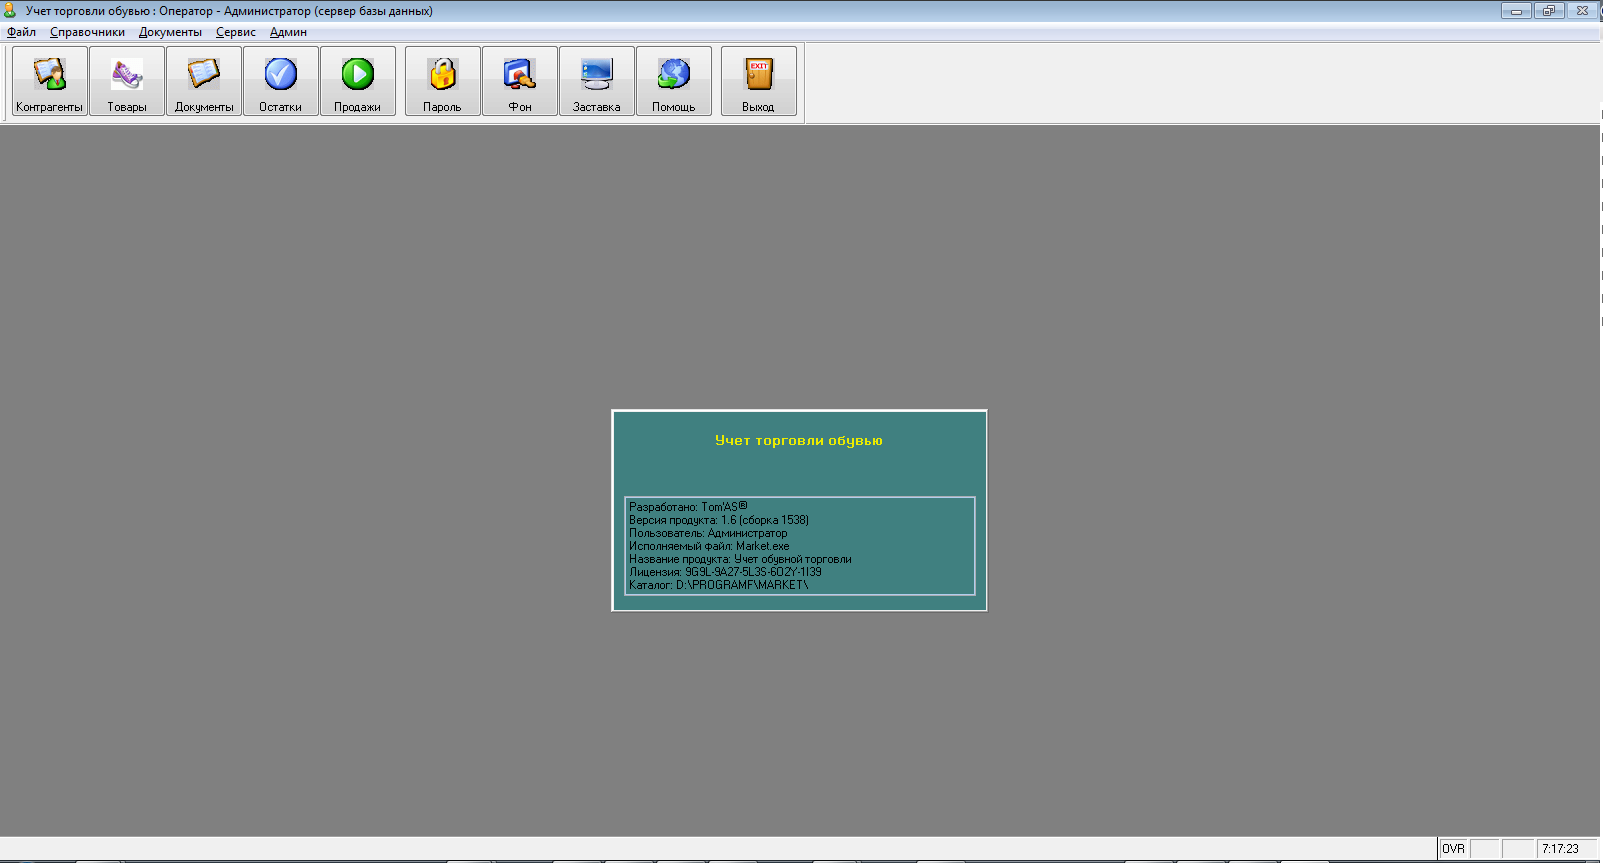 Учет торговли обувью : Оператор - Администратор (сервер базы данных)
Файл Справочники Документы Сервис Админ
EXIT
Контрагенты Товары Документы Остатки Продажи Пароль Фон Заставка Помощь Выход
Учет торговли обувью
Разработано: Tom'AS®
Версия продукта: 1.6 (сборка 1538)
Пользователь: Администратор
Исполняемый файл: Market.exe
Название продукта: Учет обувной торговли
Лицензия: 9G9L-9A27-5L3S-6O2Y-1I39
Каталог: D:\PROGRAMF\MARKET\
OVR 7:17:23